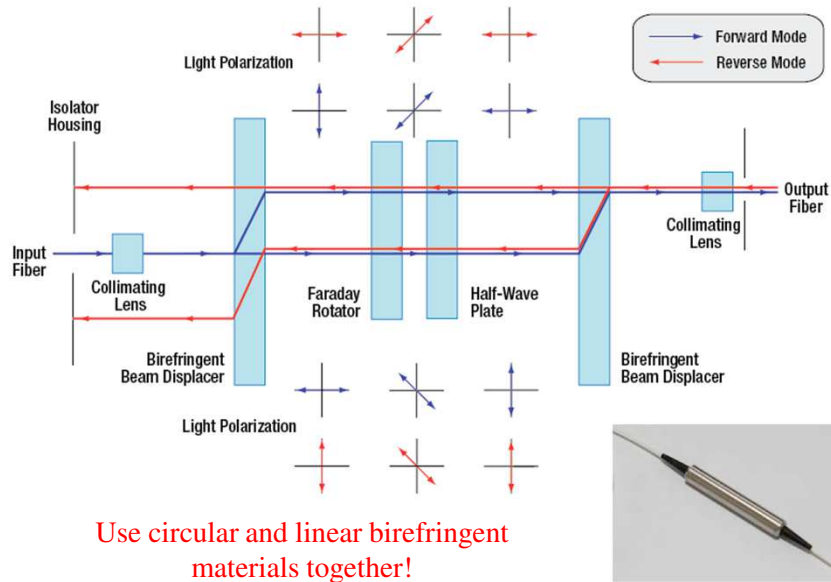 Forward Mode
Reverse Mode
Light Polarization
Isolator
Housing
Output
Fiber
Collimating
Lens
Input
Fiber
Collimating
Lens
Faraday
Rotator
Half-Wave
Plate
Birefringent
Beam Displacer
Birefringent
Beam Displacer
Light Polarization
Use circular and linear birefringent
materials together!